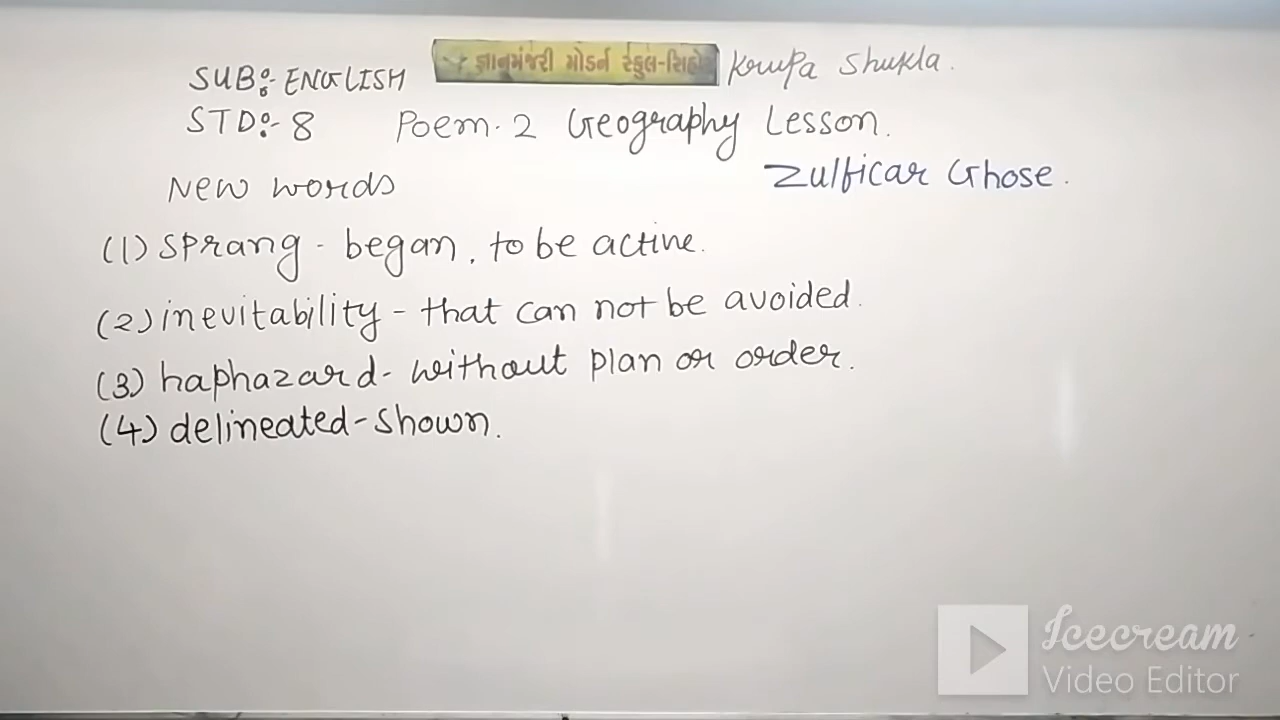 જ્ઞાનમંજરી મોડર્ન સ્કુલ-સિહોર
SUB:- ENGLISH Krupa Shukla.
STD:- 8 Poem. 2 Geography Lesson.
Zulficar Ghose.
New words
(1) sprang - began, to be active.
(2) inevitability - that can not be avoided.
(3) haphazard - without plan or order.
(4) delineated - shown.
Icecream
Video Editor